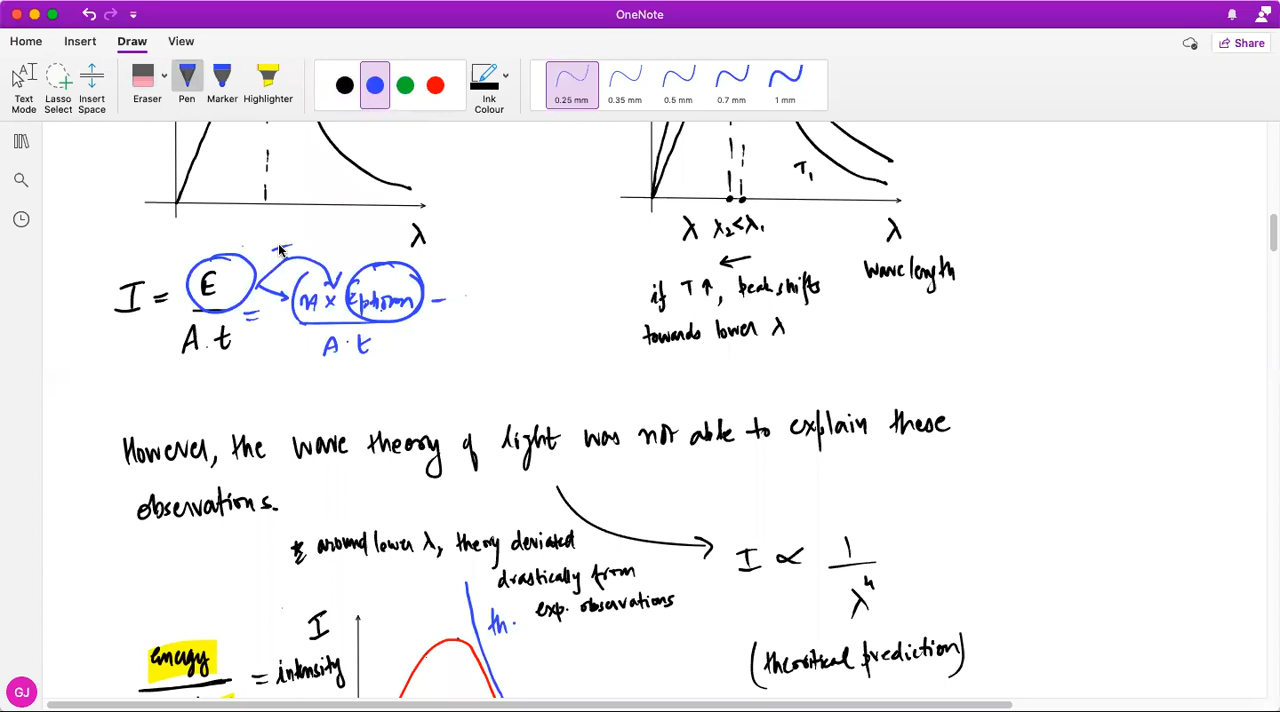 OneNote
Home Insert Draw View
Share
Text Mode
Lasso Select
Insert Space
Eraser
Pen
Marker
Highlighter
Ink Colour
0.25 mm
0.35 mm
0.5 mm
0.7 mm
1 mm
T₁
λ
λ λ₂<λ₁
λ
wavelength
if T↑, peak shifts
towards lower λ
I = E / A.t = (n × Ephoton / A.t
However, the wave theory of light was not able to explain these
observations.
* around lower λ, theory deviated
drastically from
exp. observations
I ∝ 1/λ⁴
(theoritical prediction)
th.
I
energy
= intensity
GJ